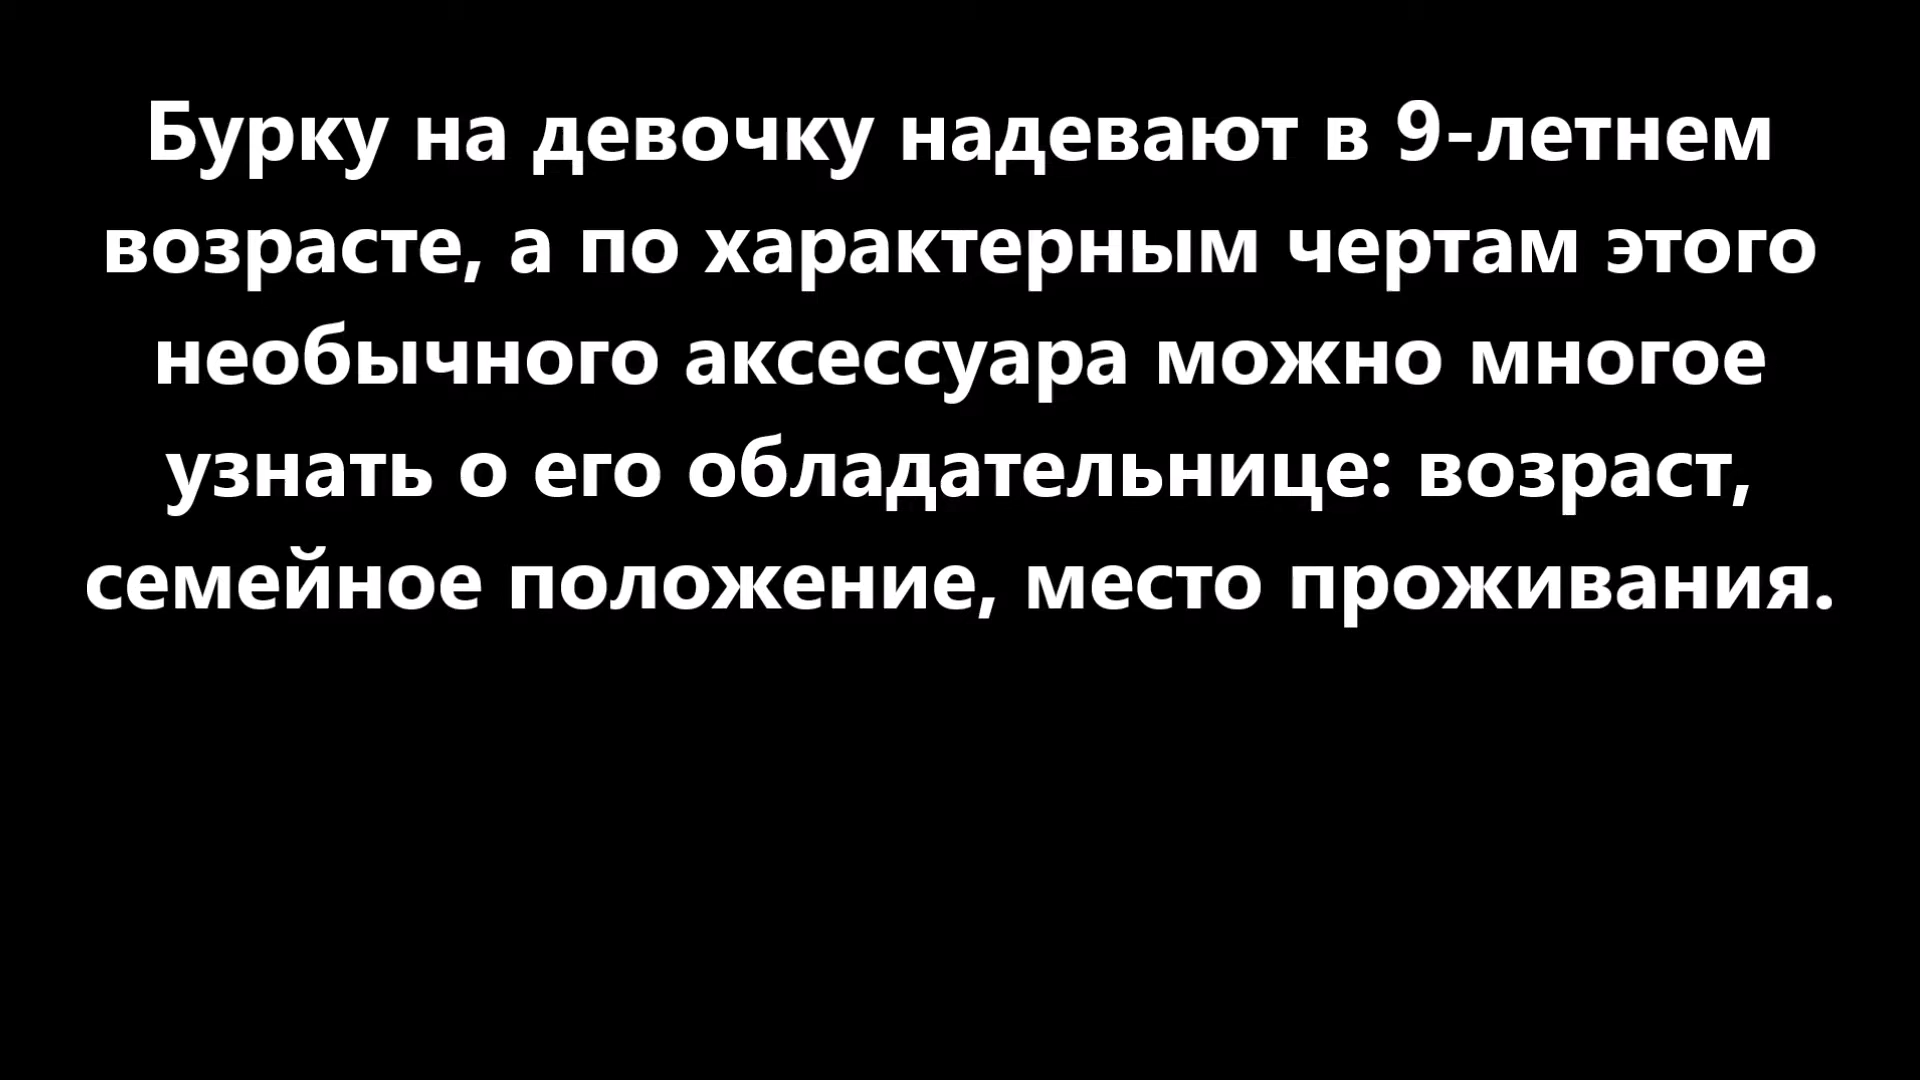 Бурку на девочку надевают в 9-летнем
возрасте, а по характерным чертам этого
необычного аксессуара можно многое
узнать о его обладательнице: возраст,
семейное положение, место проживания.